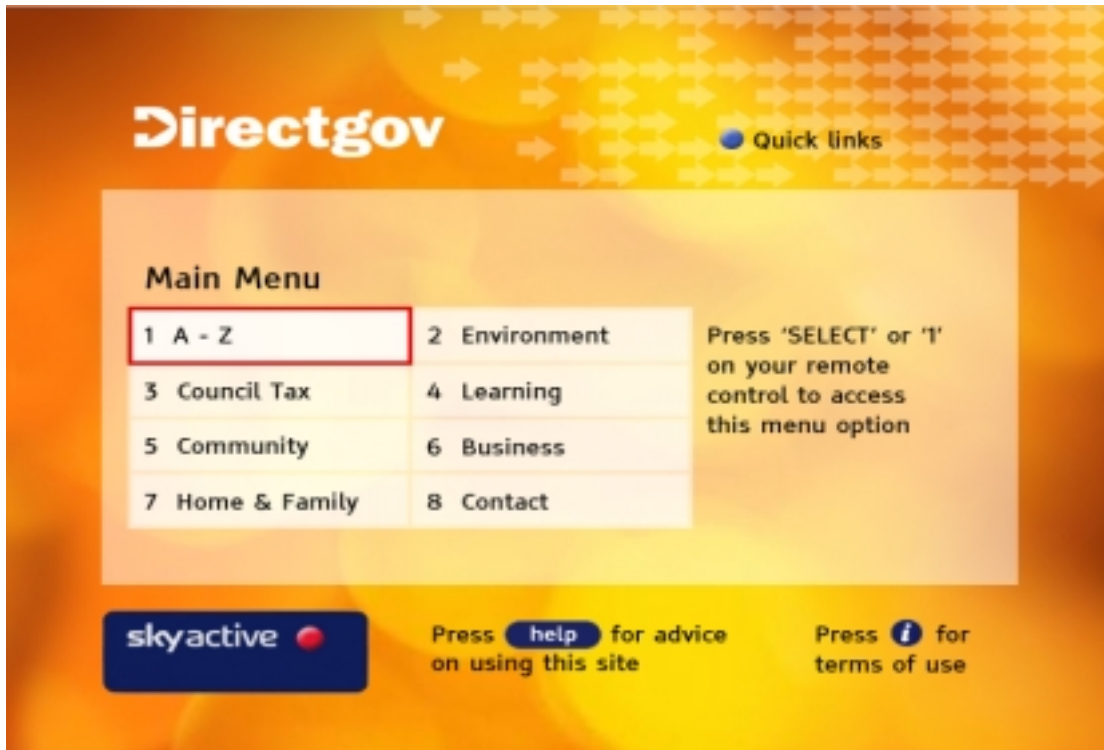 Directgov
Quick links
Main Menu
1 A - Z
2 Environment
3 Council Tax
4 Learning
5 Community
6 Business
7 Home & Family
8 Contact
Press 'SELECT' or '1'
on your remote
control to access
this menu option
skyactive
Press help for advice
on using this site
Press i for
terms of use